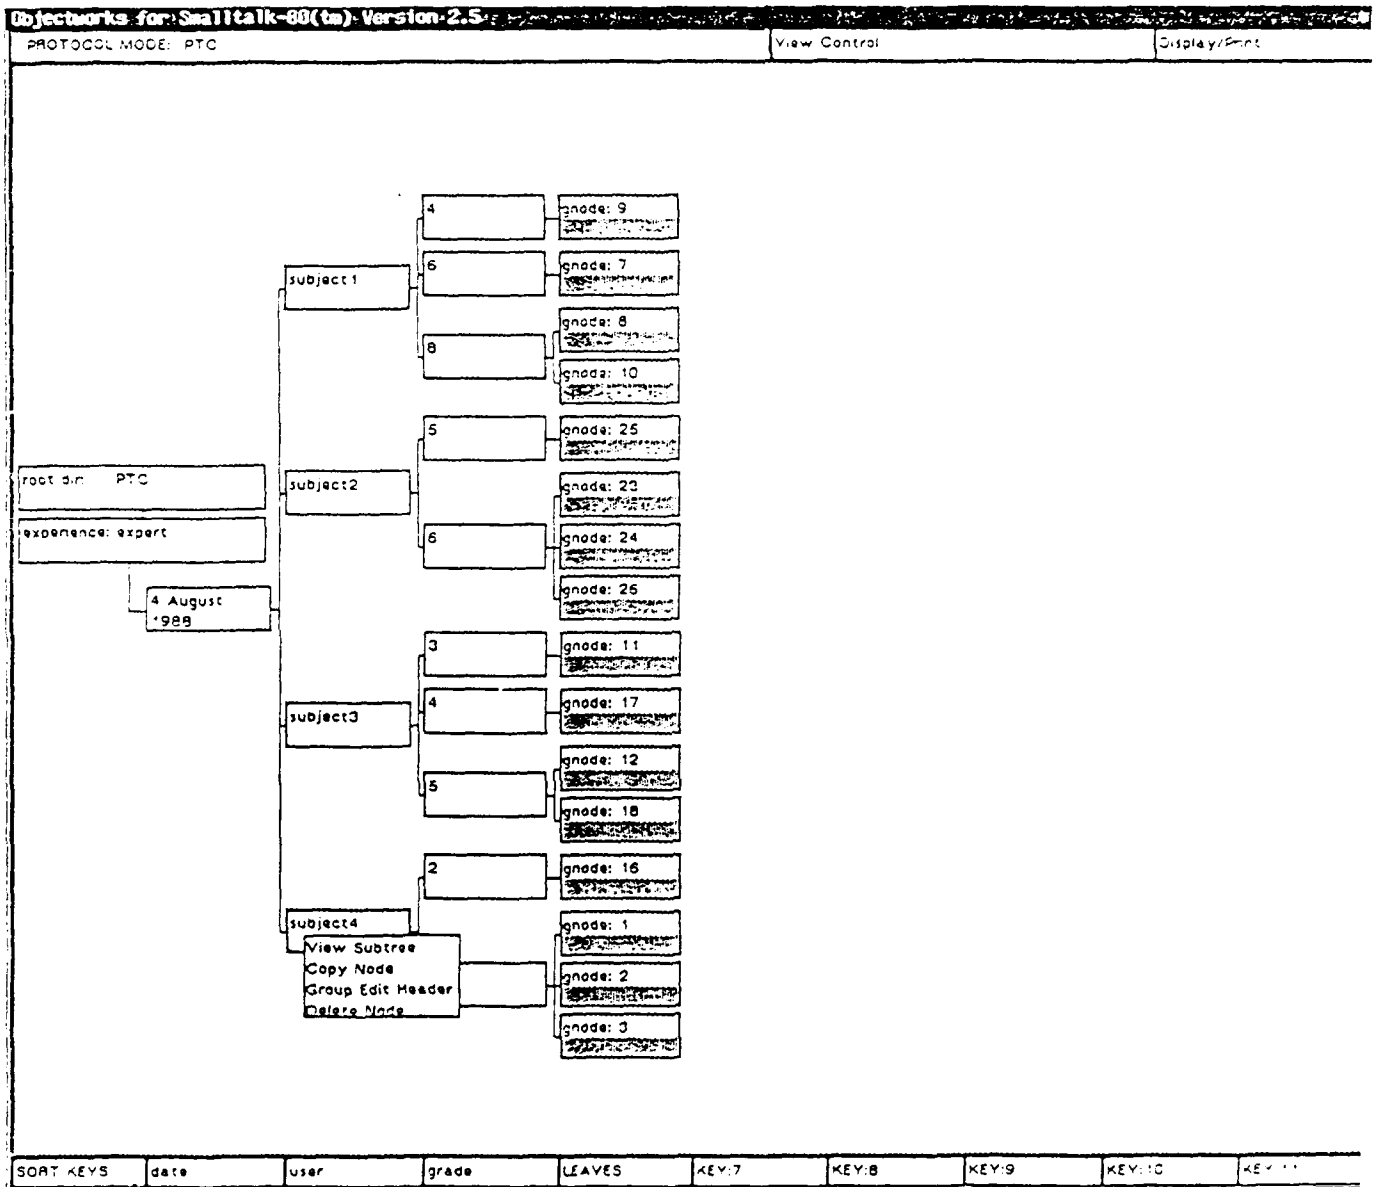 Objectworks for Smalltalk-80(tm) Version 2.5
PROTOCOL MODE: PTC
View Control
Display/Print
4
gnode: 9
6
gnode: 7
subject1
gnode: 8
8
gnode: 10
5
gnode: 25
root dir: PTC
subject2
gnode: 23
experience: expert
6
gnode: 24
gnode: 26
4 August
1988
3
gnode: 11
4
gnode: 17
subject3
gnode: 12
5
gnode: 18
2
gnode: 16
subject4
gnode: 1
View Subtree
Copy Node
Group Edit Header
Delete Node
gnode: 2
gnode: 3
SORT KEYS
date
user
grade
LEAVES
KEY:7
KEY:8
KEY:9
KEY:10
KEY:11